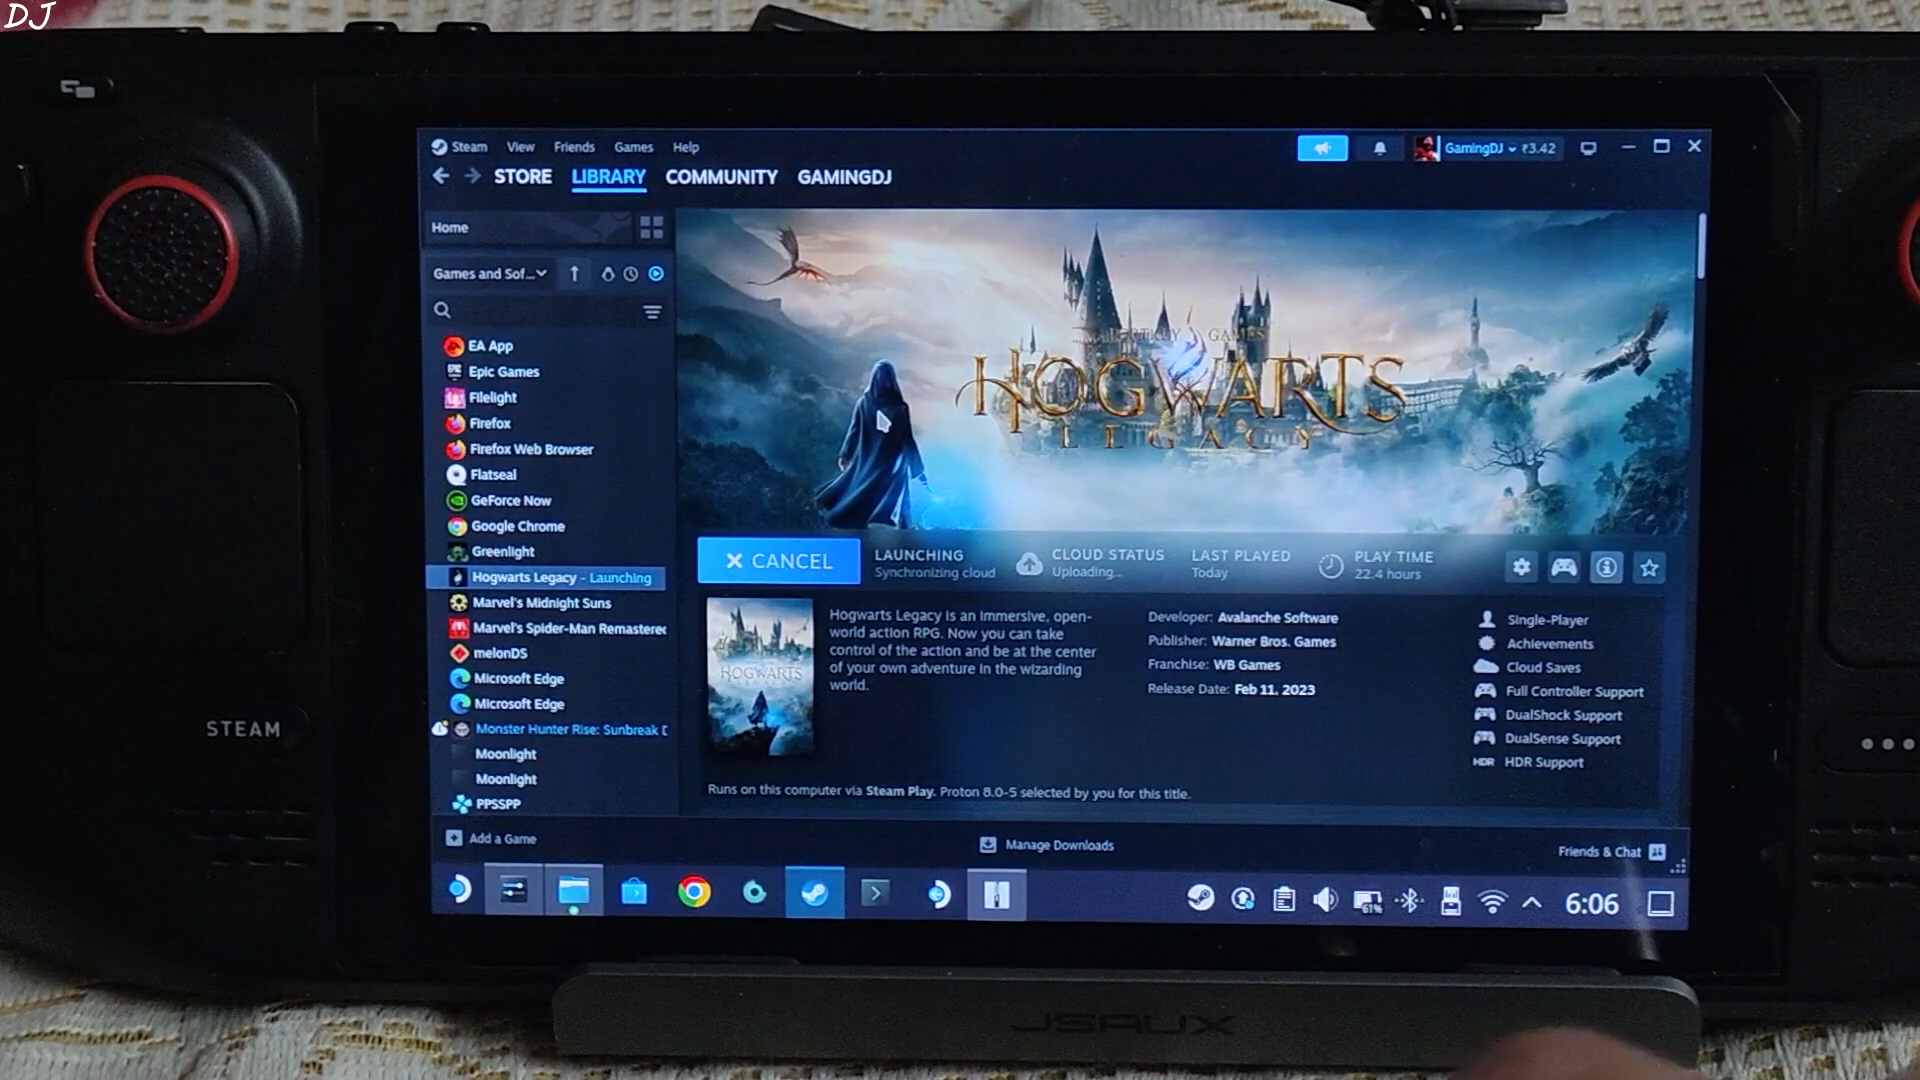 DJ
Steam View Friends Games Help
GamingDJ ₹3.42
STORE LIBRARY COMMUNITY GAMINGDJ
Home
Games and Sof...
EA App
Epic Games
Filelight
Firefox
Firefox Web Browser
Flatseal
GeForce Now
Google Chrome
Greenlight
Hogwarts Legacy - Launching
Marvel's Midnight Suns
Marvel's Spider-Man Remastered
melonDS
Microsoft Edge
Microsoft Edge
Monster Hunter Rise: Sunbreak D
Moonlight
Moonlight
PPSSPP
Add a Game
GAMES
HOGWARTS
LEGACY
CANCEL
LAUNCHING
Synchronizing cloud
CLOUD STATUS
Uploading...
LAST PLAYED
Today
PLAY TIME
22.4 hours
HOGWARTS
Hogwarts Legacy is an immersive, open-
world action RPG. Now you can take
control of the action and be at the center
of your own adventure in the wizarding
world.
Developer: Avalanche Software
Publisher: Warner Bros. Games
Franchise: WB Games
Release Date: Feb 11, 2023
Single-Player
Achievements
Cloud Saves
Full Controller Support
DualShock Support
DualSense Support
HDR HDR Support
Runs on this computer via Steam Play. Proton 8.0-5 selected by you for this title.
Manage Downloads
Friends & Chat
61%
6:06
STEAM
JSAUX